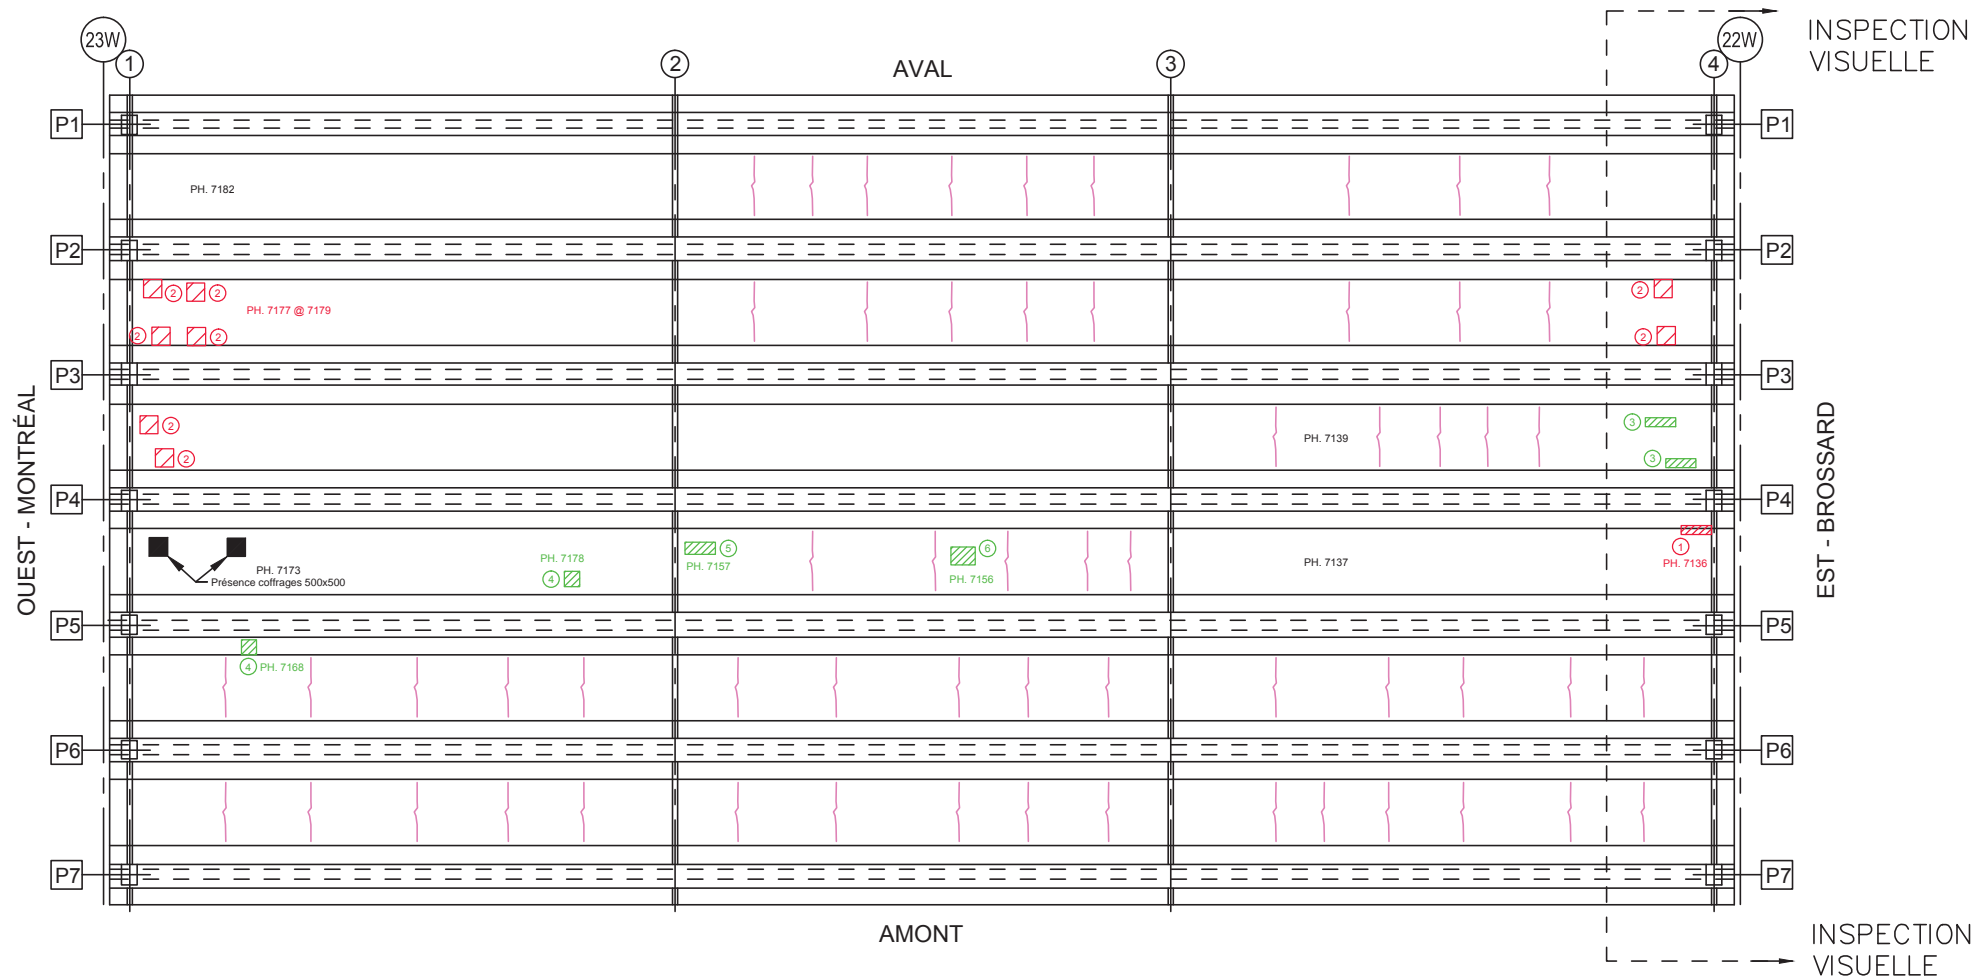 INSPECTION
VISUELLE
23W
22W
1
2
AVAL
3
4
P1
P1
PH. 7182
P2
P2
2
2
2
PH. 7177 @ 7179
2
2
2
P3
P3
OUEST - MONTRÉAL
EST - BROSSARD
2
3
PH. 7139
2
3
P4
P4
5
6
1
PH. 7178
PH. 7157
PH. 7137
PH. 7136
PH. 7173
4
PH. 7156
Présence coffrages 500x500
P5
P5
4 PH. 7168
P6
P6
P7
P7
AMONT
INSPECTION
VISUELLE